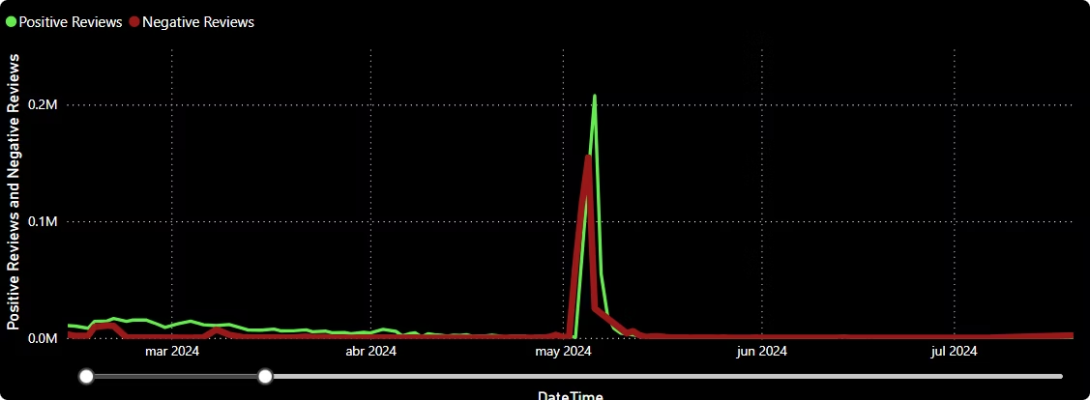 Positive Reviews Negative Reviews
Positive Reviews and Negative Reviews
0.2M
0.1M
0.0M
mar 2024 abr 2024 may 2024 jun 2024 jul 2024
DateTime